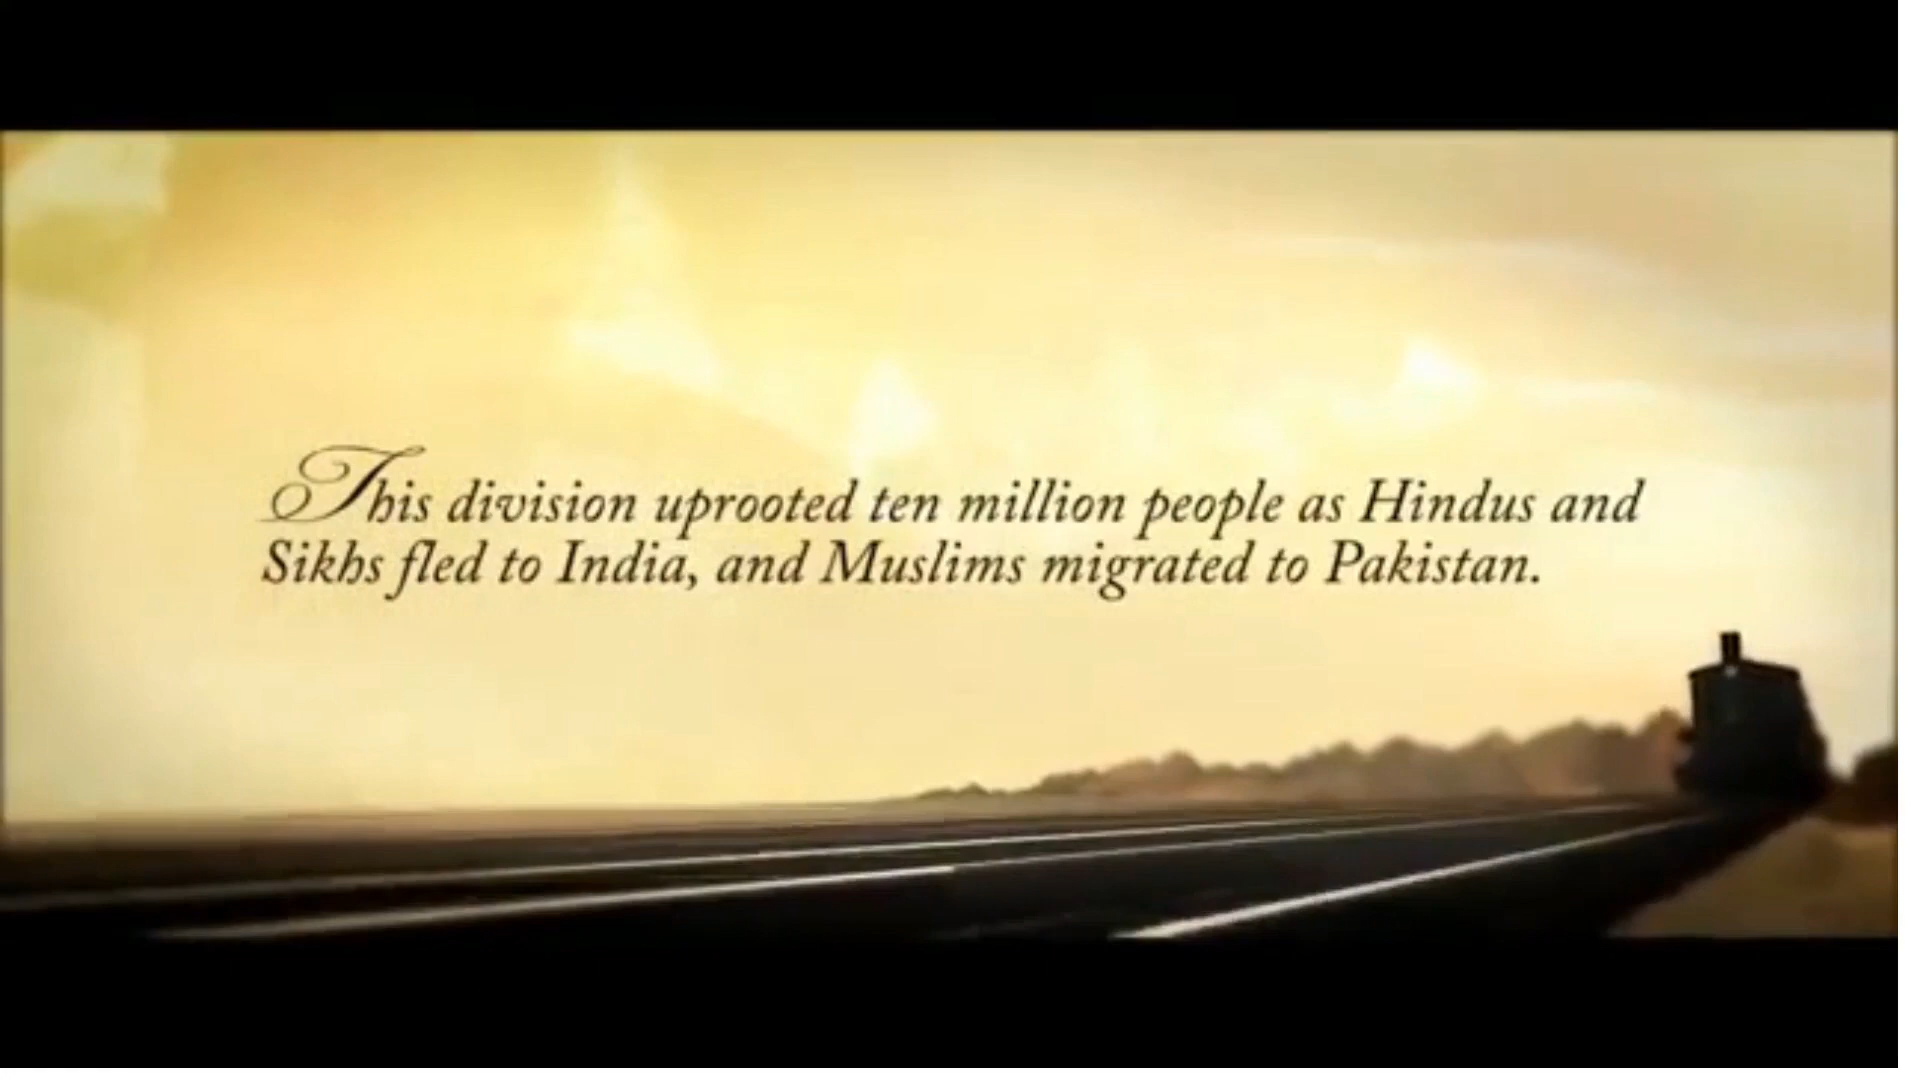 This division uprooted ten million people as Hindus and
Sikhs fled to India, and Muslims migrated to Pakistan.